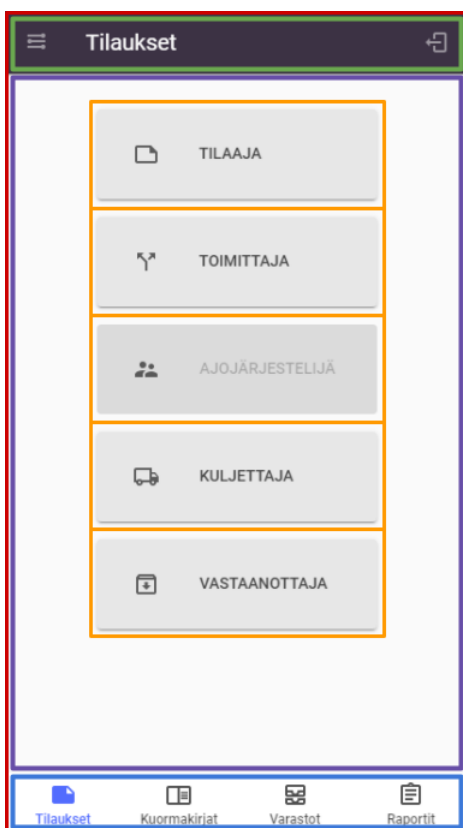 Tilaukset
TILAAJA
TOIMITTAJA
AJOJÄRJESTELIJÄ
KULJETTAJA
VASTAANOTTAJA
Tilaukset Kuormakirjat Varastot Raportit